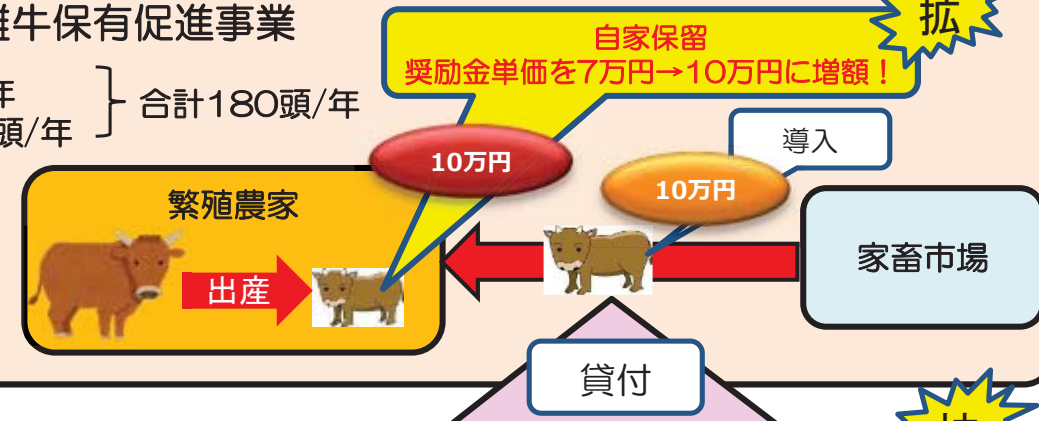 牛保有促進事業
拡
自家保留
奨励金単価を7万円→10万円に増額！
年
頭/年
合計180頭/年
10万円
導入
10万円
繁殖農家
出産
家畜市場
貸付